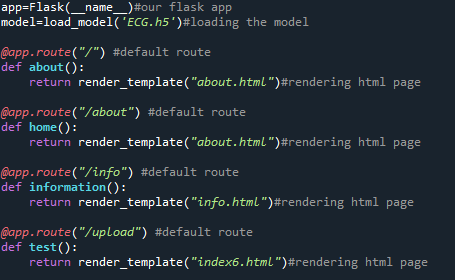 app=Flask(__name__)#our flask app
model=load_model('ECG.h5')#loading the model
@app.route("/") #default route
def about():
return render_template("about.html")#rendering html page
@app.route("/about") #default route
def home():
return render_template("about.html")#rendering html page
@app.route("/info") #default route
def information():
return render_template("info.html")#rendering html page
@app.route("/upload") #default route
def test():
return render_template("index6.html")#rendering html page